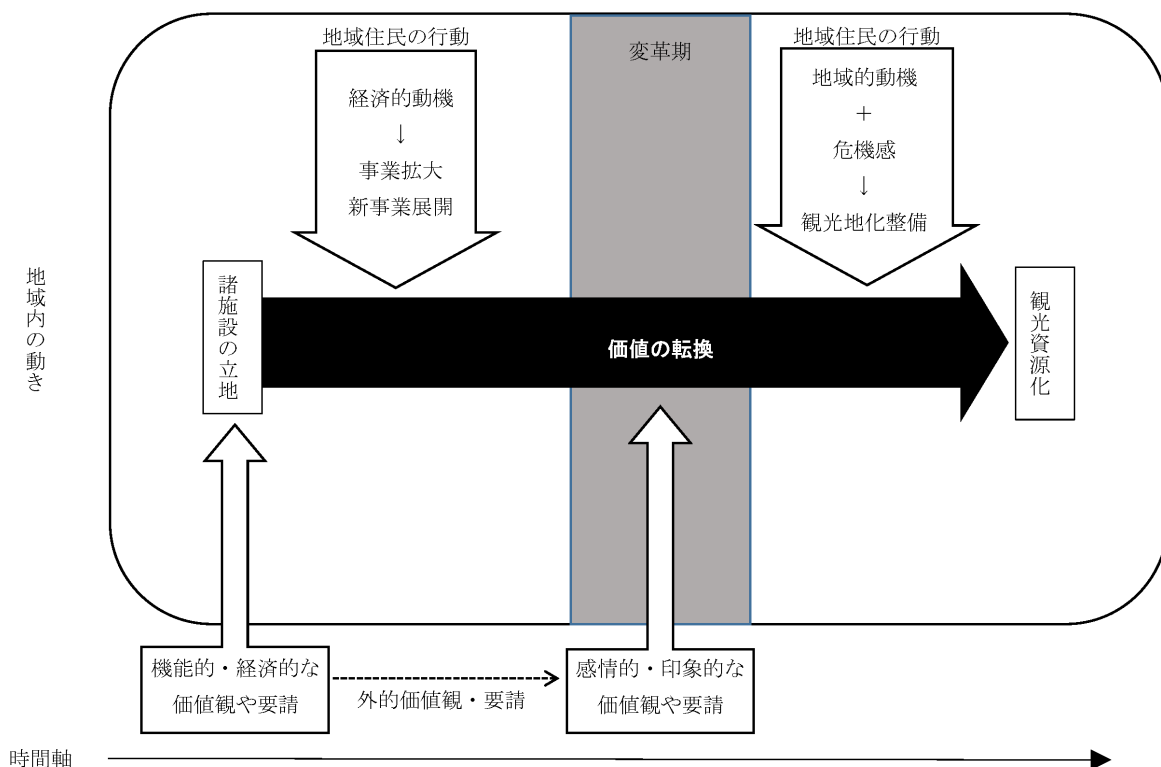 地域住民の行動
経済的動機
↓
事業拡大
新事業展開
変革期
地域住民の行動
地域的動機
＋
危機感
↓
観光地化整備
地域内の動き
諸施設の立地
価値の転換
観光資源化
機能的・経済的な
価値観や要請
外的価値観・要請
感情的・印象的な
価値観や要請
時間軸